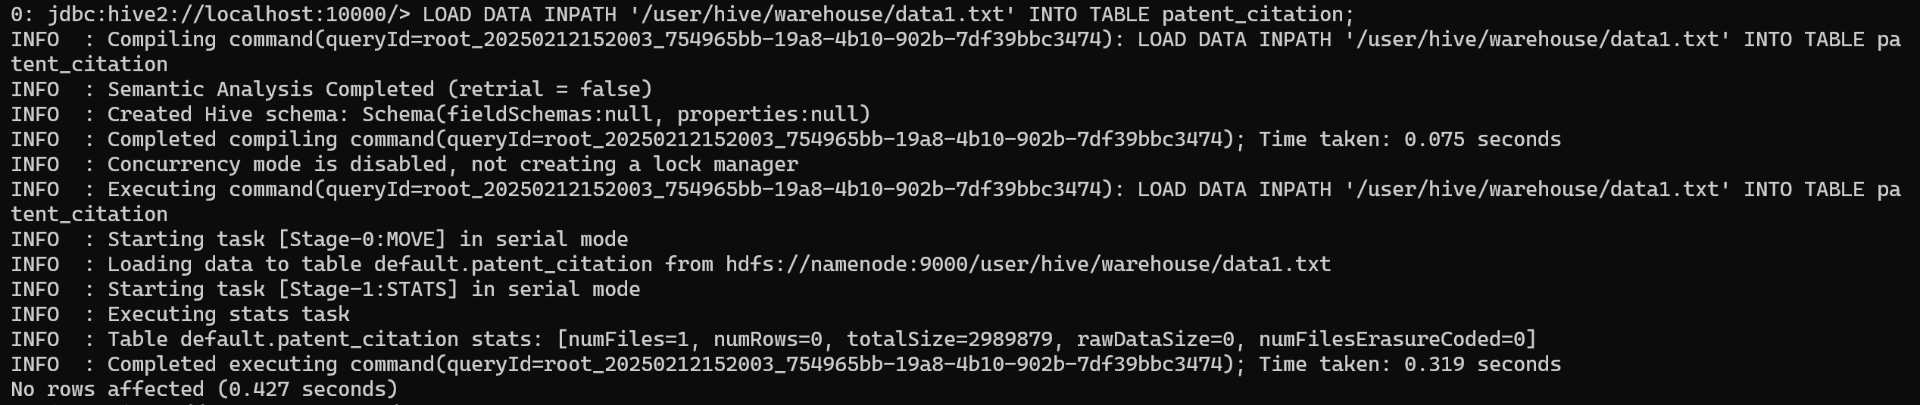 0: jdbc:hive2://localhost:10000/> LOAD DATA INPATH '/user/hive/warehouse/data1.txt' INTO TABLE patent_citation;
INFO  : Compiling command(queryId=root_20250212152003_754965bb-19a8-4b10-902b-7df39bbc3474): LOAD DATA INPATH '/user/hive/warehouse/data1.txt' INTO TABLE pa
tent_citation
INFO  : Semantic Analysis Completed (retrial = false)
INFO  : Created Hive schema: Schema(fieldSchemas:null, properties:null)
INFO  : Completed compiling command(queryId=root_20250212152003_754965bb-19a8-4b10-902b-7df39bbc3474); Time taken: 0.075 seconds
INFO  : Concurrency mode is disabled, not creating a lock manager
INFO  : Executing command(queryId=root_20250212152003_754965bb-19a8-4b10-902b-7df39bbc3474): LOAD DATA INPATH '/user/hive/warehouse/data1.txt' INTO TABLE pa
tent_citation
INFO  : Starting task [Stage-0:MOVE] in serial mode
INFO  : Loading data to table default.patent_citation from hdfs://namenode:9000/user/hive/warehouse/data1.txt
INFO  : Starting task [Stage-1:STATS] in serial mode
INFO  : Executing stats task
INFO  : Table default.patent_citation stats: [numFiles=1, numRows=0, totalSize=2989879, rawDataSize=0, numFilesErasureCoded=0]
INFO  : Completed executing command(queryId=root_20250212152003_754965bb-19a8-4b10-902b-7df39bbc3474); Time taken: 0.319 seconds
No rows affected (0.427 seconds)